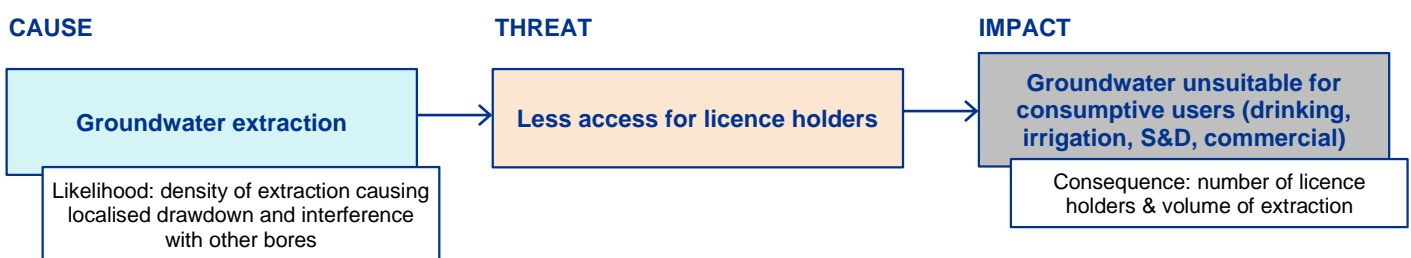 CAUSE
THREAT
IMPACT
Groundwater extraction
Likelihood: density of extraction causing
localised drawdown and interference
with other bores
Less access for licence holders
Groundwater unsuitable for
consumptive users (drinking,
irrigation, S&D, commercial)
Consequence: number of licence
holders & volume of extraction